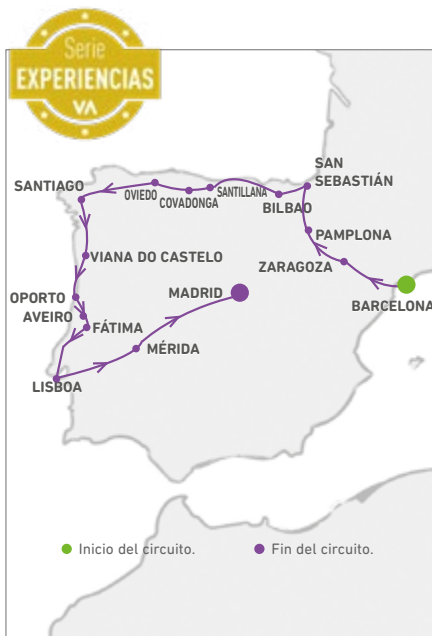 Serie
EXPERIENCIAS
VA
SAN
SEBASTIÁN
SANTIAGO
OVIEDO
COVADONGA
SANTILLANA
BILBAO
PAMPLONA
VIANA DO CASTELO
ZARAGOZA
MADRID
OPORTO
BARCELONA
AVEIRO
FÁTIMA
MÉRIDA
LISBOA
Inicio del circuito.
Fin del circuito.